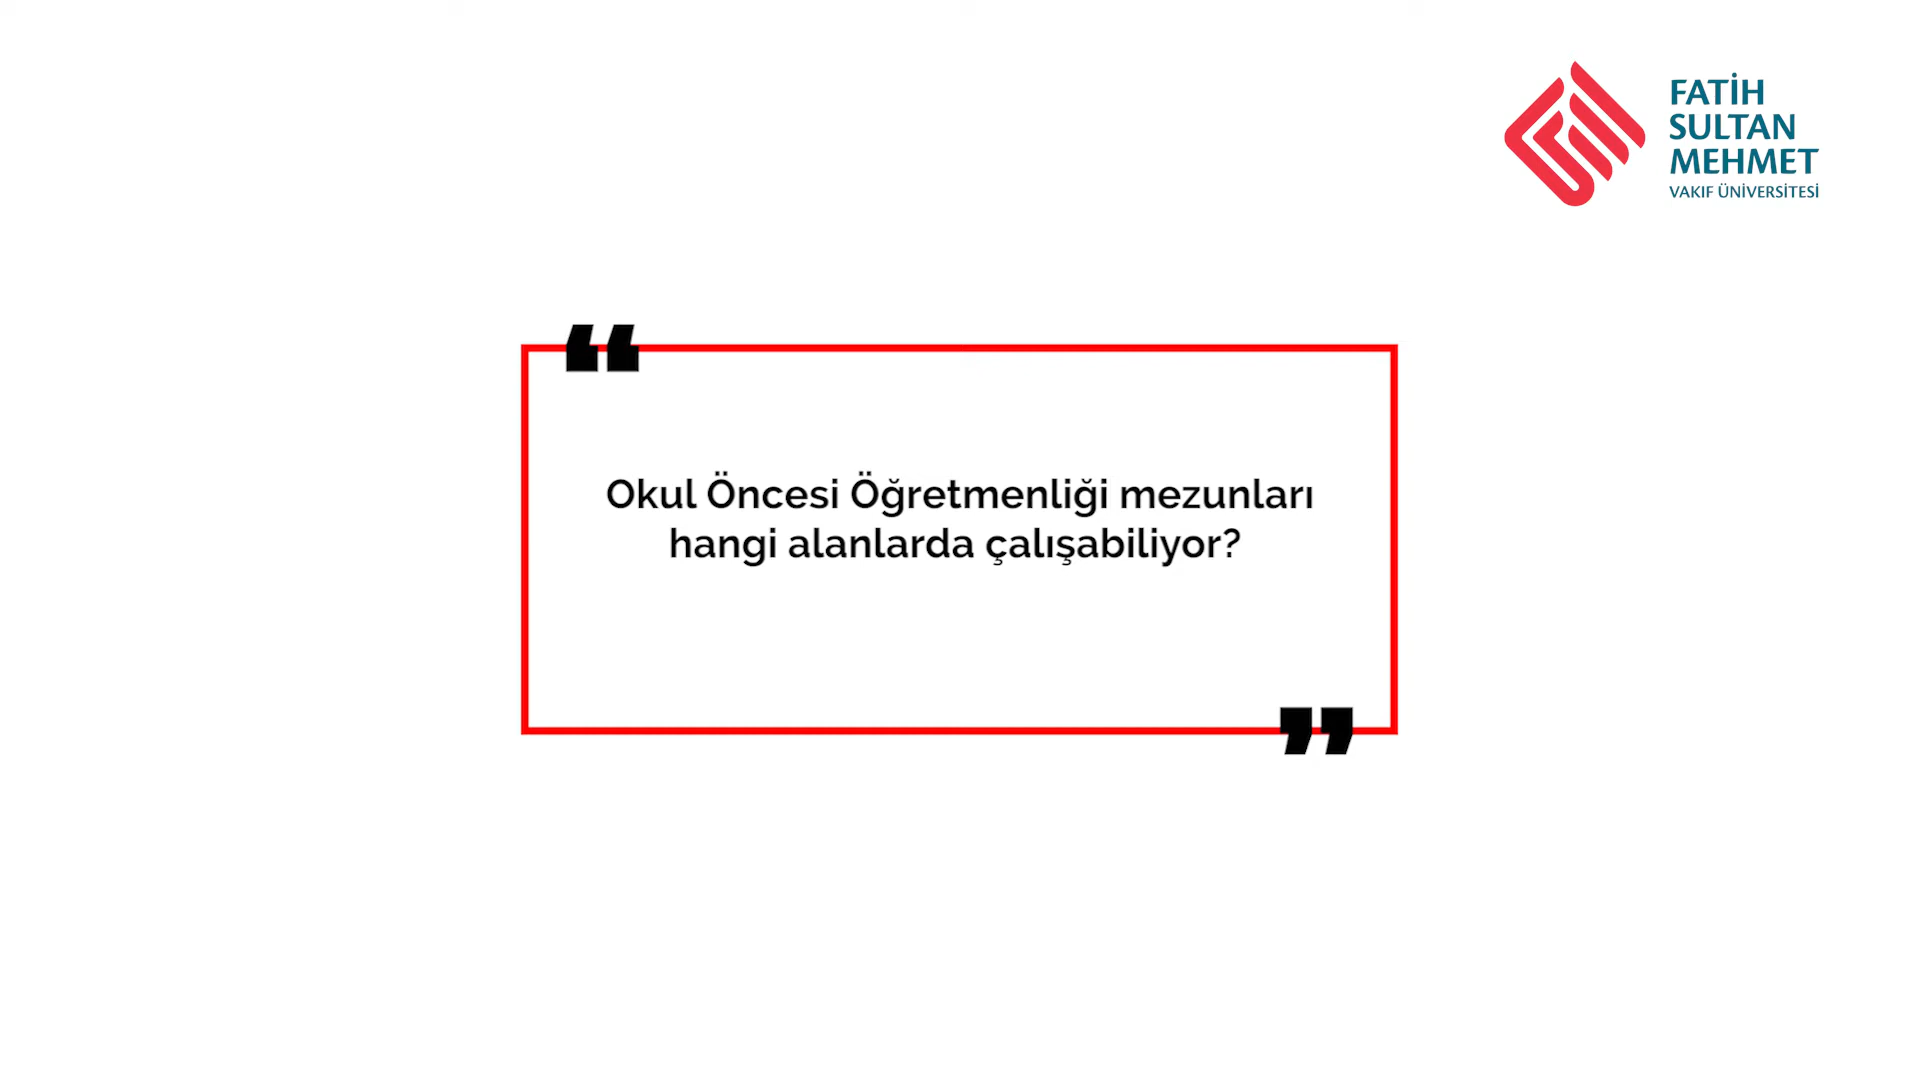 FATİH
SULTAN
MEHMET
VAKIF ÜNİVERSİTESİ
“
Okul Öncesi Öğretmenliği mezunları
hangi alanlarda çalışabiliyor?
”